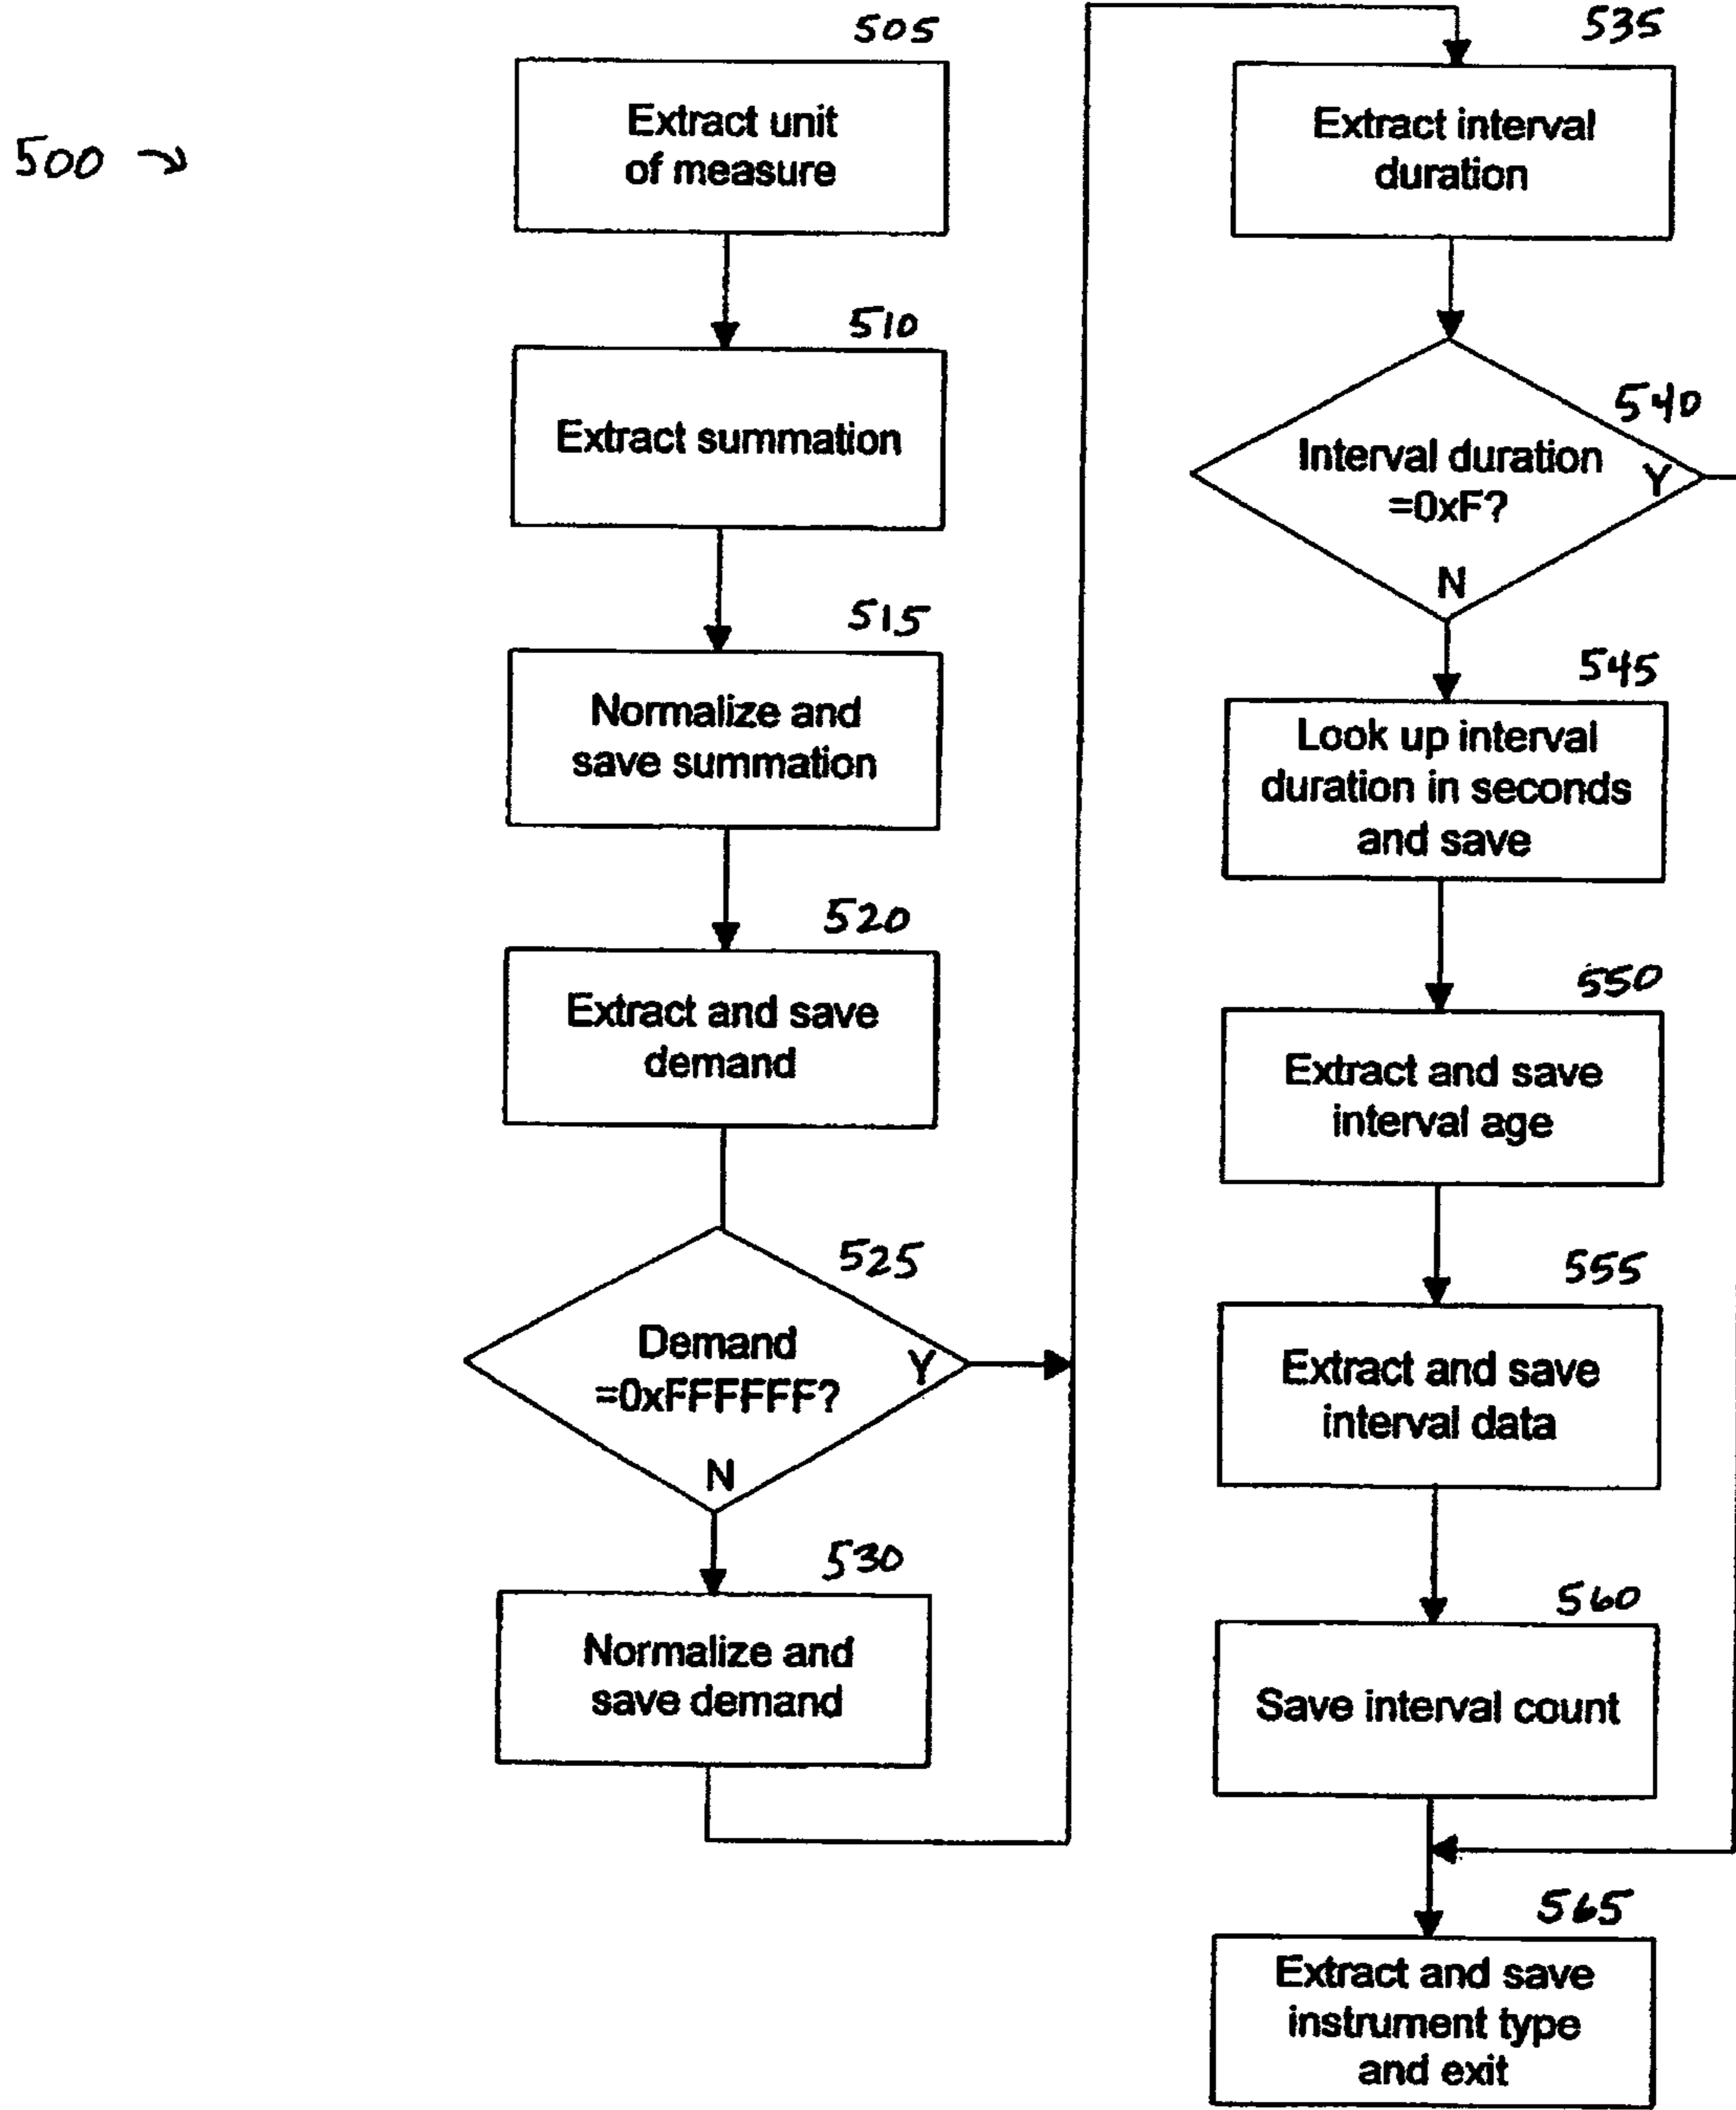 500
505
Extract unit
of measure
510
Extract summation
515
Normalize and
save summation
520
Extract and save
demand
525
Demand
=0xFFFFFF?
Y
N
530
Normalize and
save demand
535
Extract interval
duration
540
Interval duration
=0xF?
Y
N
545
Look up interval
duration in seconds
and save
550
Extract and save
interval age
555
Extract and save
interval data
560
Save interval count
565
Extract and save
instrument type
and exit